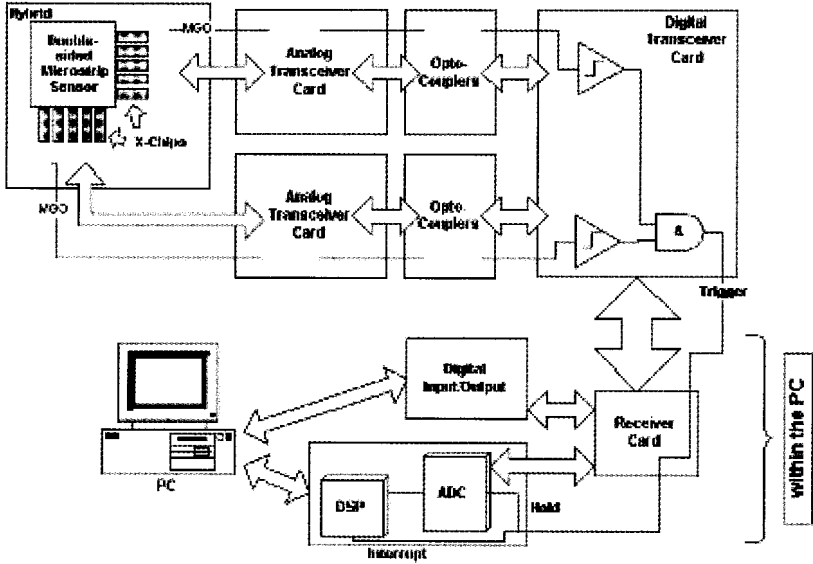 Hybrid
Double-
sided
Microstrip
Sensor
X-Chips
MGO
MGO
Analog
Transceiver
Card
Opto-
Couplers
Digital
Transceiver
Card
Analog
Transceiver
Card
Opto-
Couplers
&
Trigger
Digital
Input/Output
Receiver
Card
PC
DSP
ADC
Hold
Interrupt
within the PC